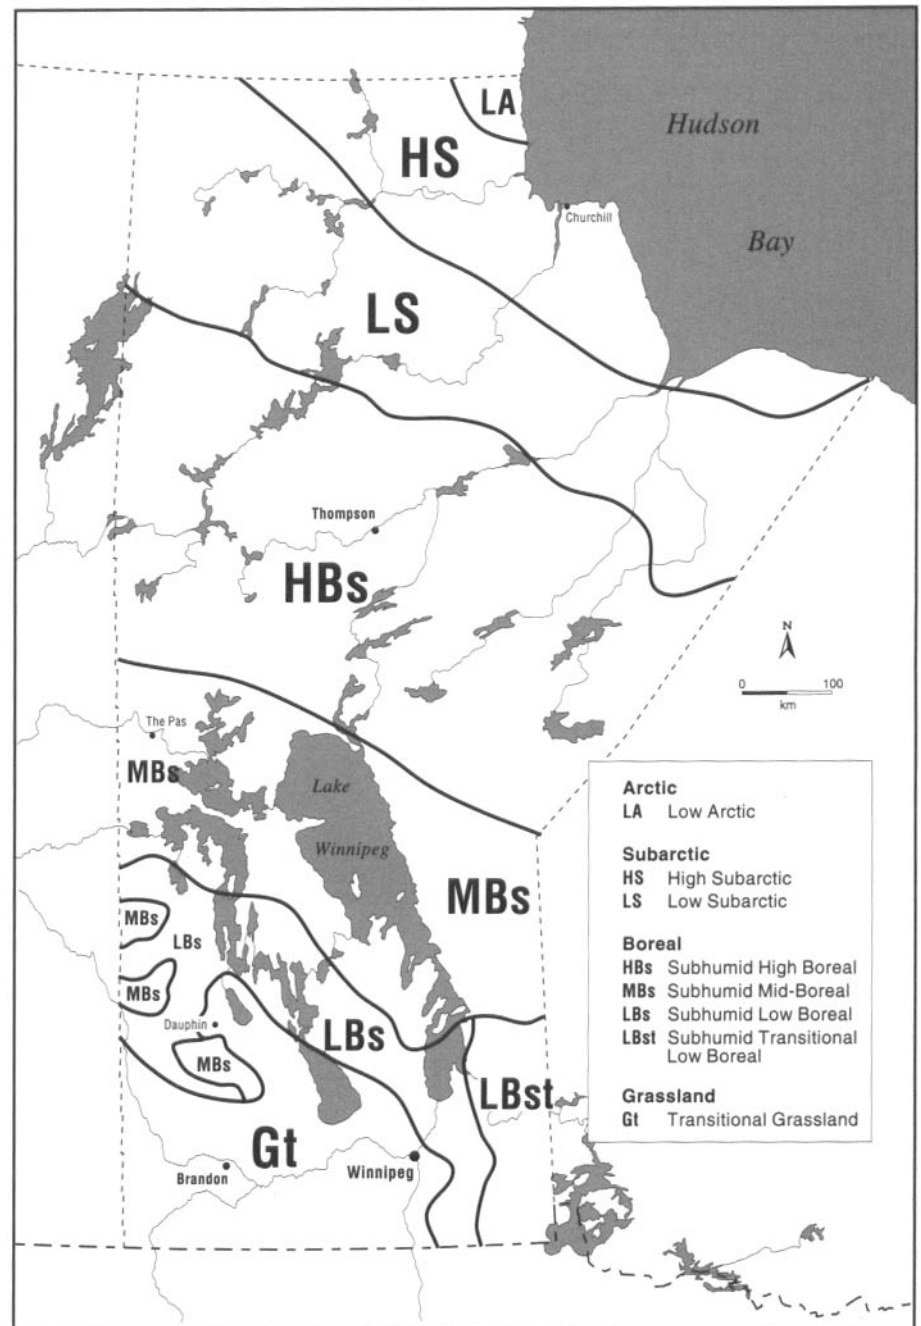 LA
Hudson
HS
Churchill
Bay
LS
Thompson
HBs
N
0 100
km
The Pas
MBs
Lake
Winnipeg
MBs
MBs
LBs
MBs
Dauphin
LBs
MBs
LBst
Gt
Winnipeg
Brandon
Arctic
LA Low Arctic
Subarctic
HS High Subarctic
LS Low Subarctic
Boreal
HBs Subhumid High Boreal
MBs Subhumid Mid-Boreal
LBs Subhumid Low Boreal
LBst Subhumid Transitional
Low Boreal
Grassland
Gt Transitional Grassland